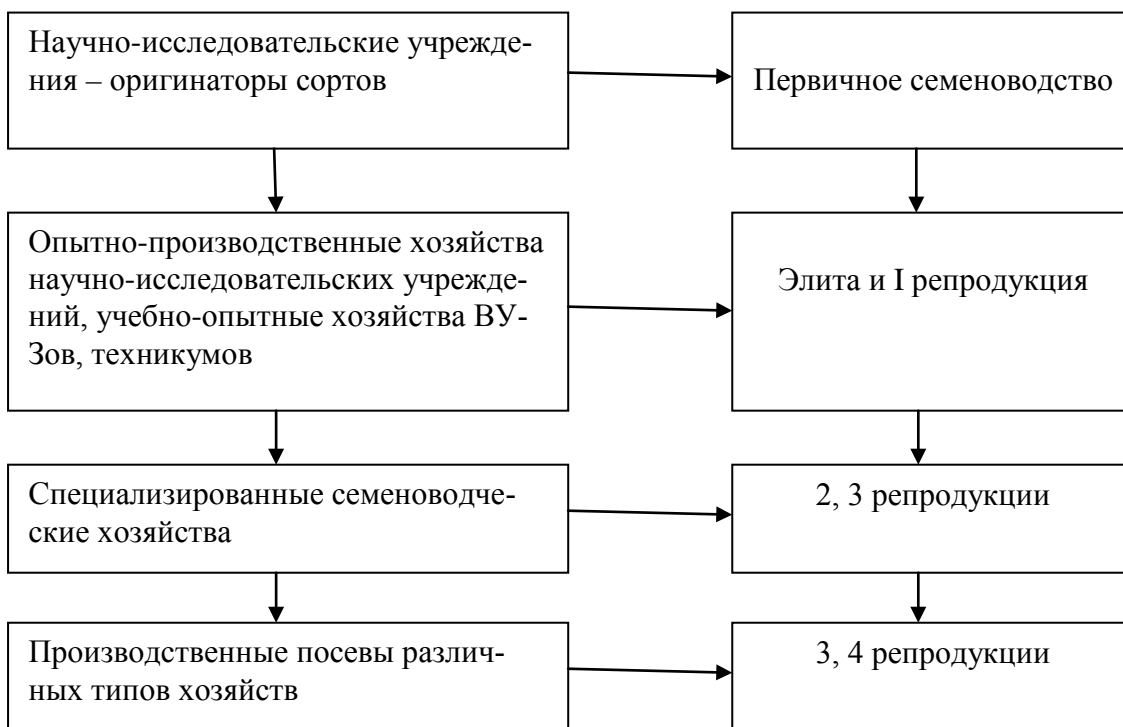 Научно-исследовательские учрежде-
ния – оригинаторы сортов
Первичное семеноводство
Опытно-производственные хозяйства
научно-исследовательских учрежде-
ний, учебно-опытные хозяйства ВУ-
Зов, техникумов
Элита и I репродукция
Специализированные семеноводче-
ские хозяйства
2, 3 репродукции
Производственные посевы различ-
ных типов хозяйств
3, 4 репродукции